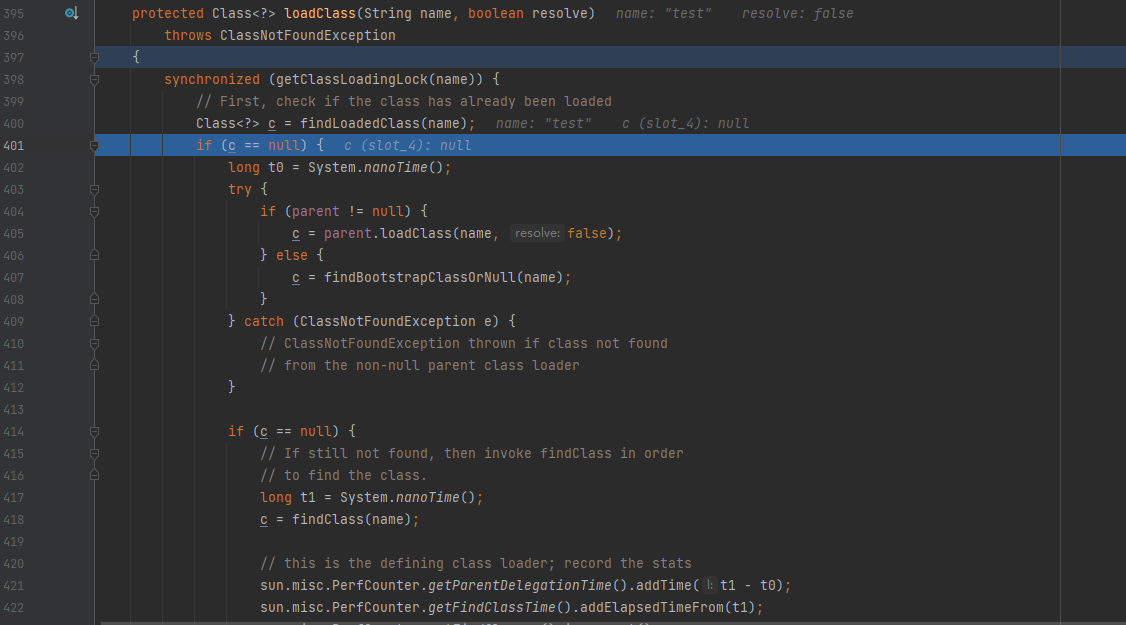 395 protected Class<?> loadClass(String name, boolean resolve) name: "test" resolve: false
396 throws ClassNotFoundException
397 {
398 synchronized (getClassLoadingLock(name)) {
399 // First, check if the class has already been loaded
400 Class<?> c = findLoadedClass(name); name: "test" c (slot_4): null
401 if (c == null) { c (slot_4): null
402 long t0 = System.nanoTime();
403 try {
404 if (parent != null) {
405 c = parent.loadClass(name, resolve: false);
406 } else {
407 c = findBootstrapClassOrNull(name);
408 }
409 } catch (ClassNotFoundException e) {
410 // ClassNotFoundException thrown if class not found
411 // from the non-null parent class loader
412 }
413
414 if (c == null) {
415 // If still not found, then invoke findClass in order
416 // to find the class.
417 long t1 = System.nanoTime();
418 c = findClass(name);
419
420 // this is the defining class loader; record the stats
421 sun.misc.PerfCounter.getParentDelegationTime().addTime( l: t1 - t0);
422 sun.misc.PerfCounter.getFindClassTime().addElapsedTimeFrom(t1);